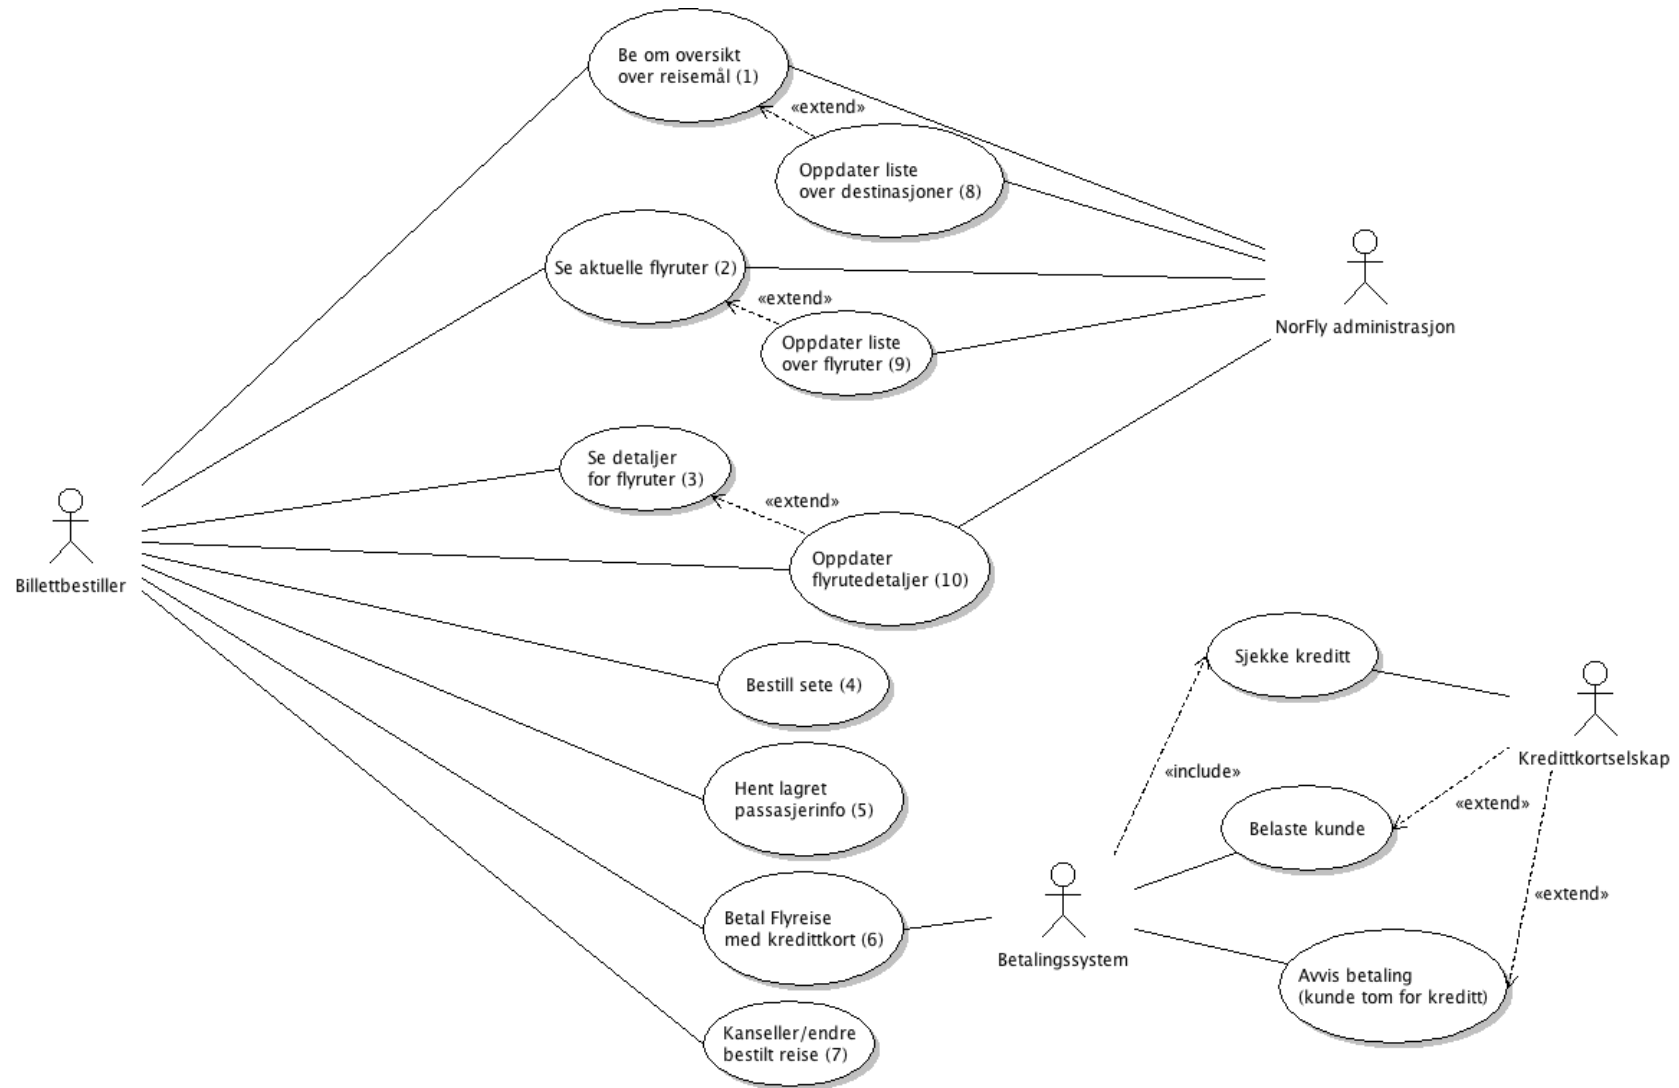 Be om oversikt
over reisemål (1)
«extend»
Oppdater liste
over destinasjoner (8)
Se aktuelle flyruter (2)
«extend»
NorFly administrasjon
Oppdater liste
over flyruter (9)
Se detaljer
for flyruter (3)
«extend»
Billettbestiller
Oppdater
flyrutedetaljer (10)
Sjekke kreditt
Bestill sete (4)
Kredittkortselskap
«include»
Hent lagret
passasjerinfo (5)
«extend»
Belaste kunde
«extend»
Betal Flyreise
med kredittkort (6)
Betalingssystem
Avvis betaling
(kunde tom for kreditt)
Kanseller/endre
bestilt reise (7)